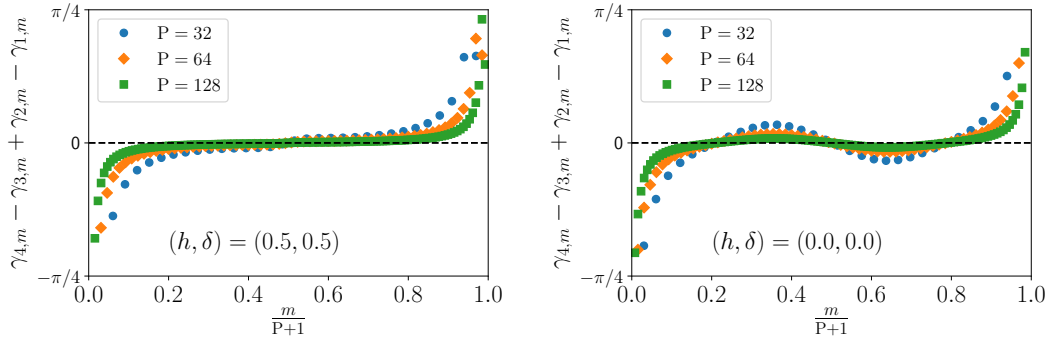 γ4,m − γ3,m + γ2,m − γ1,m
π/4
0
−π/4
P = 32
P = 64
P = 128
(h, δ) = (0.5, 0.5)
0.0 0.2 0.4 0.6 0.8 1.0
m
P+1
γ4,m − γ3,m + γ2,m − γ1,m
π/4
0
−π/4
P = 32
P = 64
P = 128
(h, δ) = (0.0, 0.0)
0.0 0.2 0.4 0.6 0.8 1.0
m
P+1